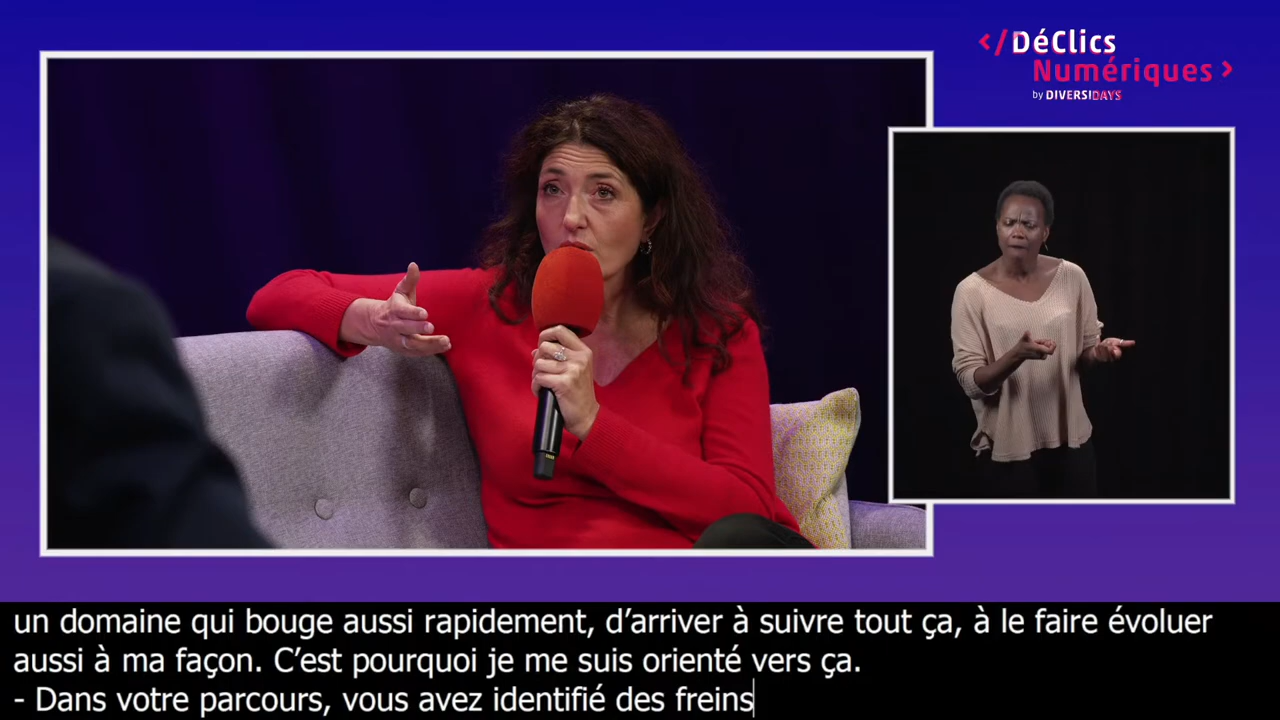 </DéClics
Numériques>
by DIVERSIDAYS
un domaine qui bouge aussi rapidement, d’arriver à suivre tout ça, à le faire évoluer
aussi à ma façon. C’est pourquoi je me suis orienté vers ça.
- Dans votre parcours, vous avez identifié des freins